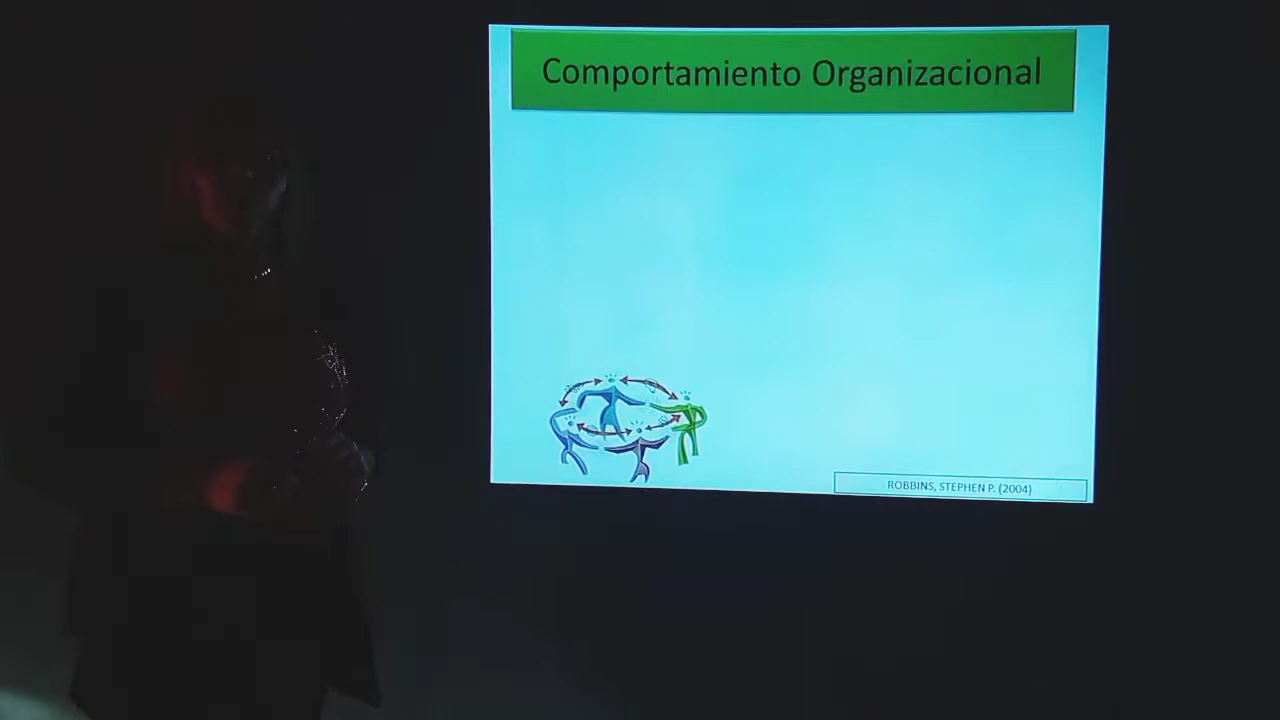 Comportamiento Organizacional
ROBBINS, STEPHEN P. (2004)